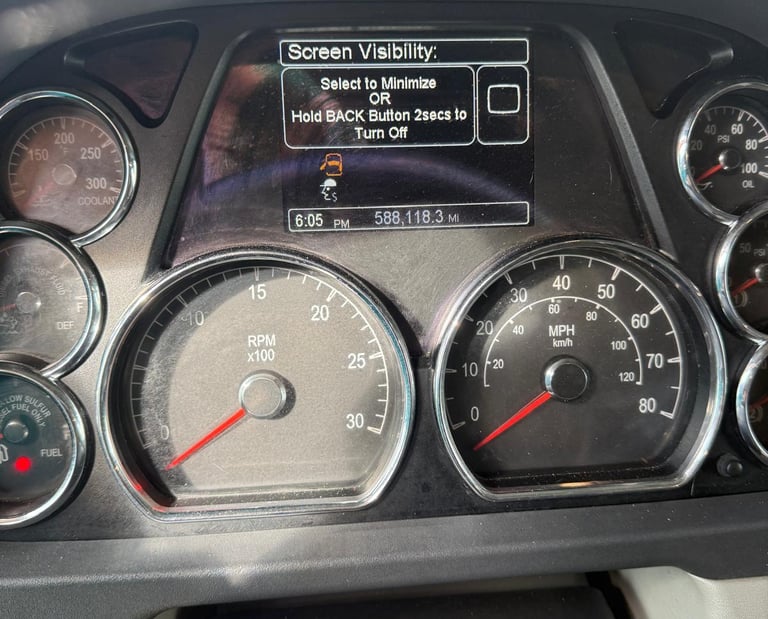 Screen Visibility:
Select to Minimize
OR
Hold BACK Button 2secs to
Turn Off
6:05 PM 588,118.3 MI
150 200 250 300
°F
COOLANT
20 40 60 80 100
PSI
OIL
F
DEF
50
PSI
FUEL ONLY
FUEL
0 10 15 20 25 30
RPM
x100
0 10 20 30 40 50 60 70 80
MPH
km/h
20 40 60 80 100 120